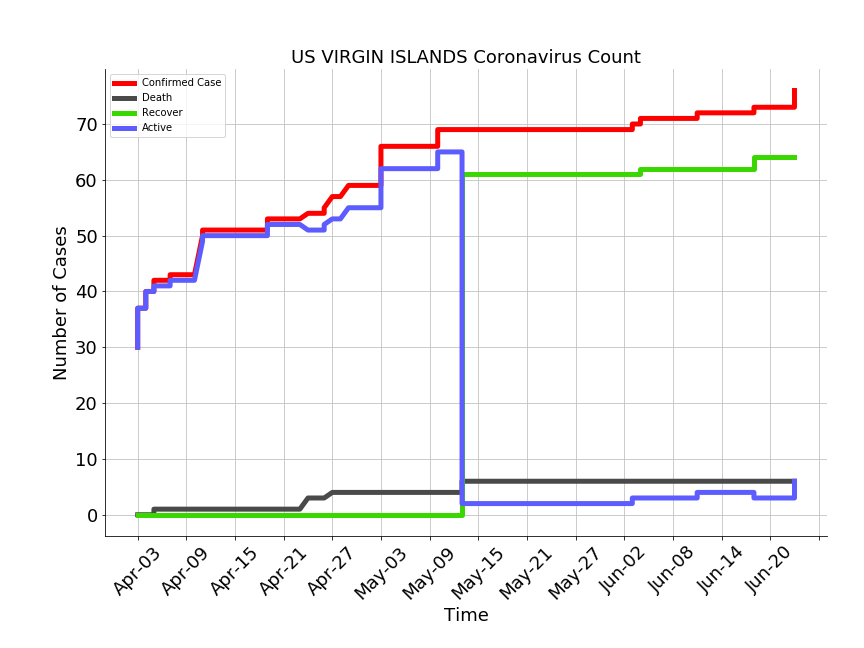 US VIRGIN ISLANDS Coronavirus Count
Confirmed Case
Death
Recover
Active
Number of Cases
70
60
50
40
30
20
10
0
Apr-03
Apr-09
Apr-15
Apr-21
Apr-27
May-03
May-09
May-15
May-21
May-27
Jun-02
Jun-08
Jun-14
Jun-20
Time